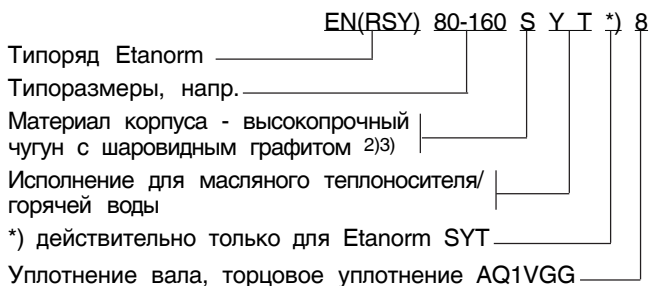 EN(RSY) 80-160 S Y T *) 8
Типоряд Etanorm
Типоразмеры, напр.
Материал корпуса - высокопрочный
чугун с шаровидным графитом 2)3)
Исполнение для масляного теплоносителя/
горячей воды
*) действительно только для Etanorm SYT
Уплотнение вала, торцовое уплотнение AQ1VGG